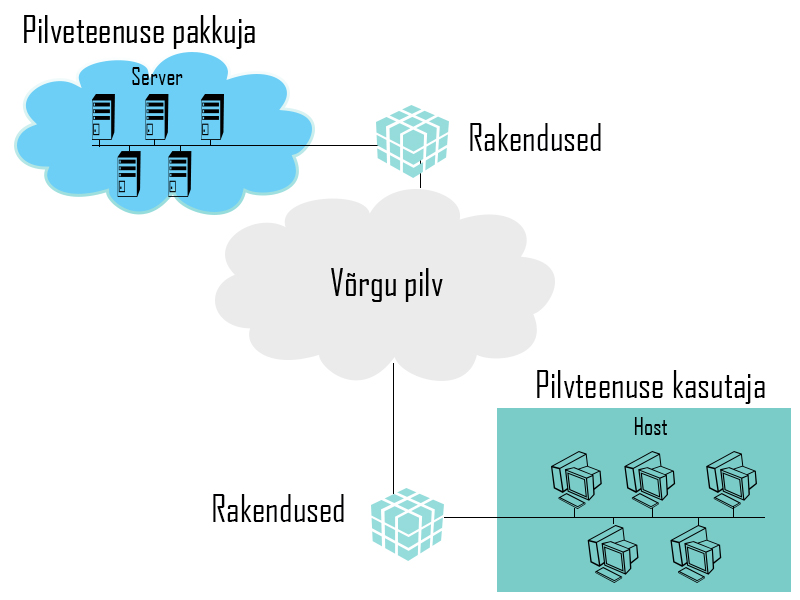 Pilveteenuse pakkuja
Server
Rakendused
Võrgu pilv
Pilvteenuse kasutaja
Host
Rakendused